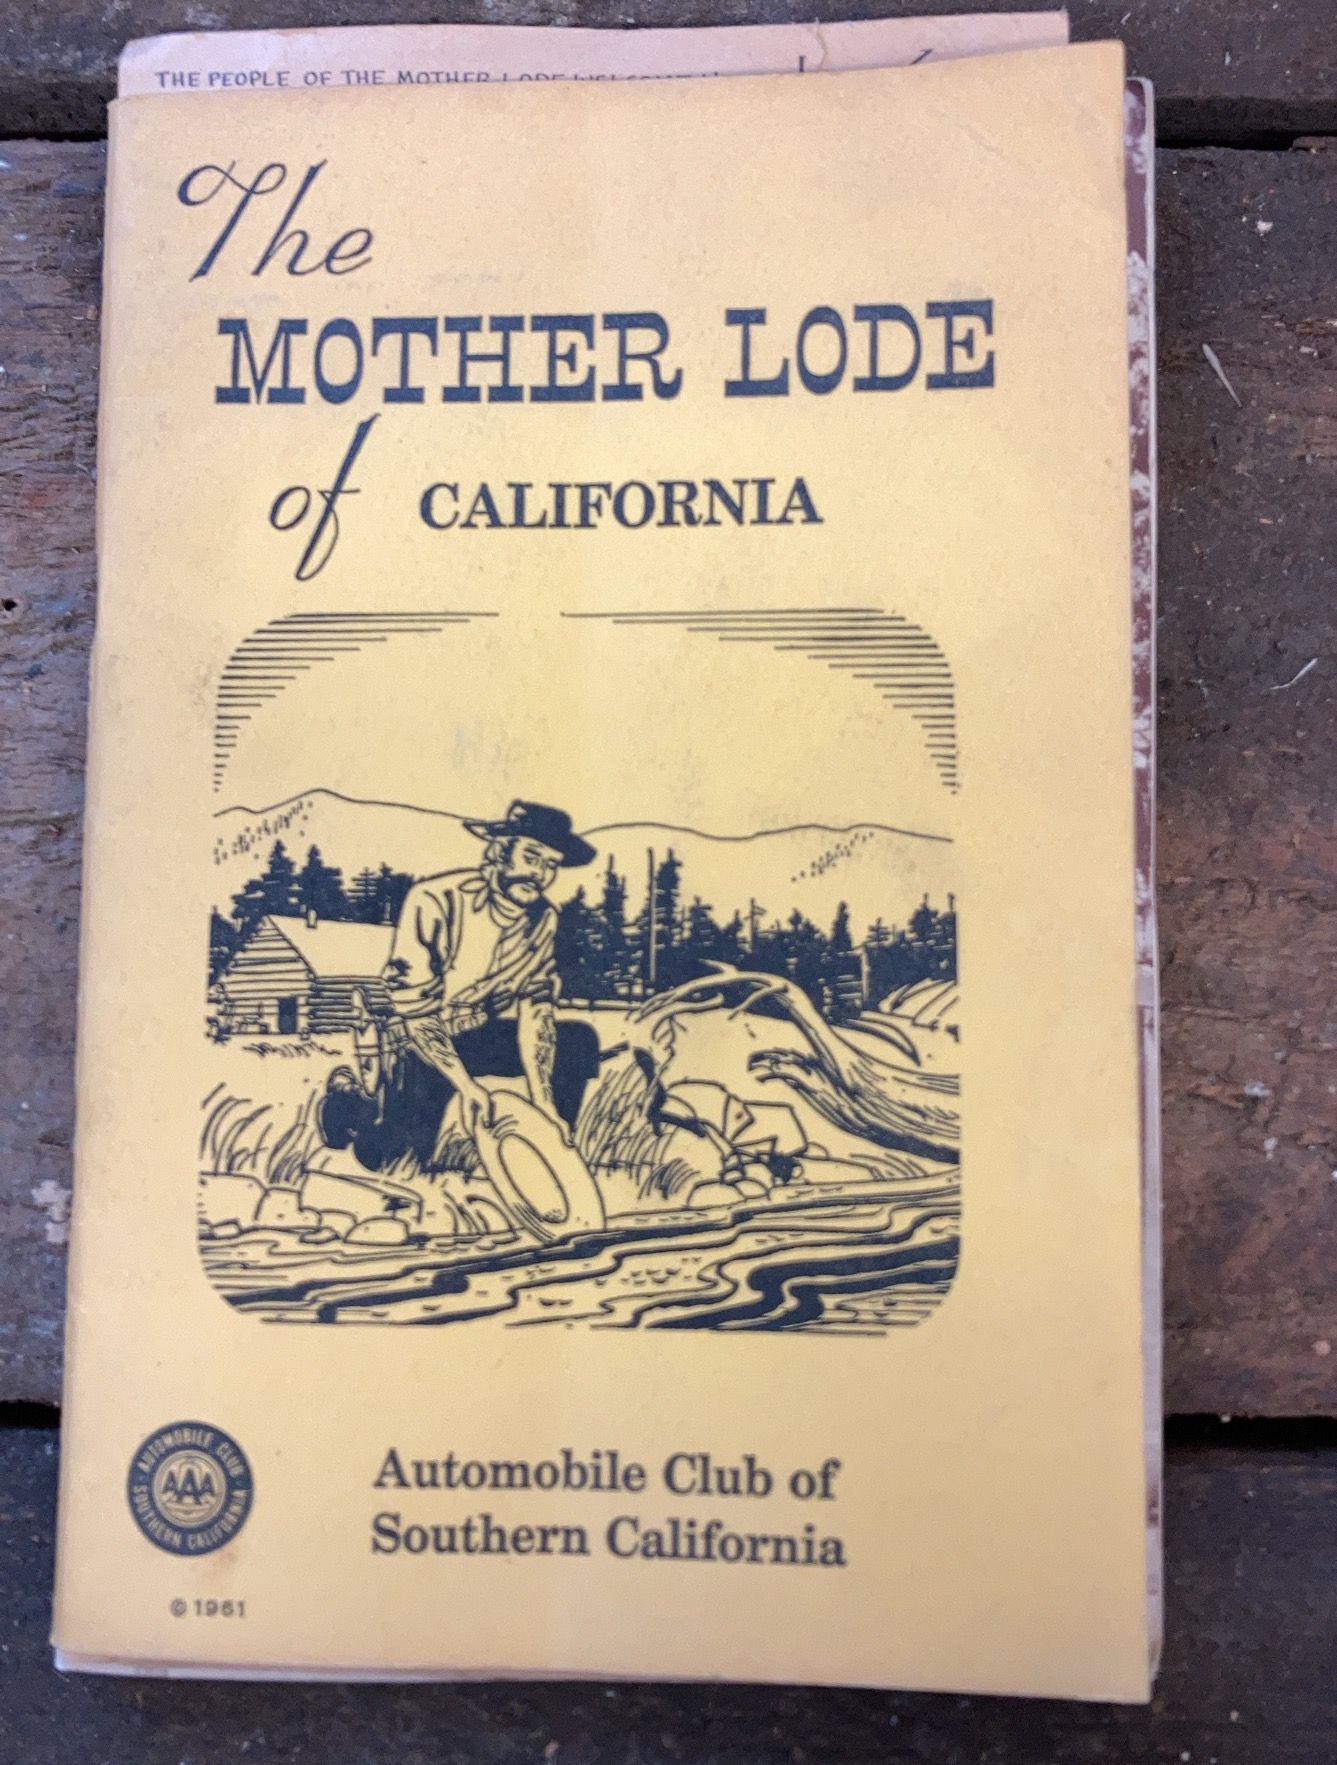 THE PEOPLE OF THE MOTHER LODE WELCOME
The
MOTHER LODE
of CALIFORNIA
AUTOMOBILE CLUB
AAA
SOUTHERN CALIFORNIA
Automobile Club of
Southern California
© 1961